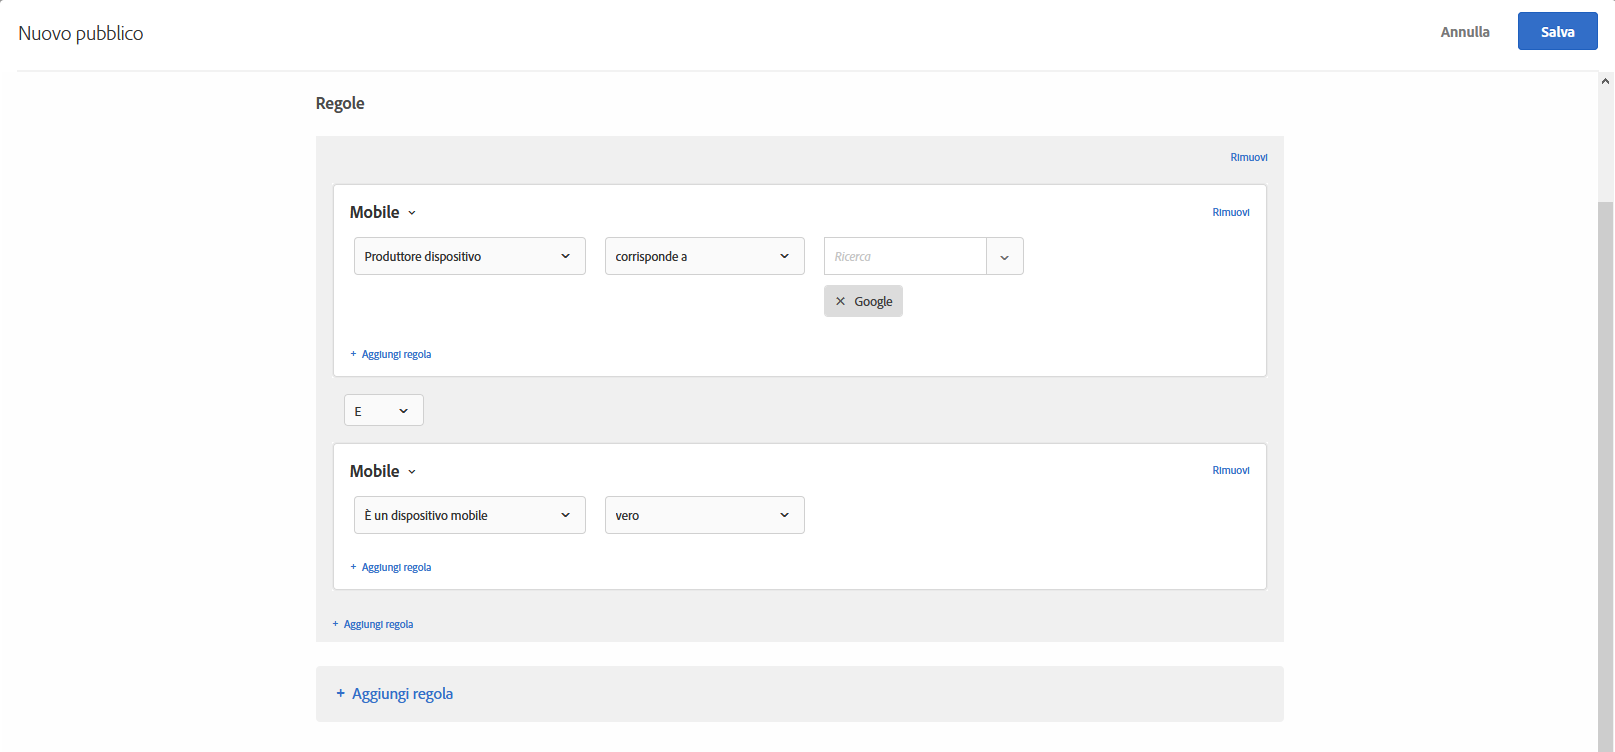 Nuovo pubblico
Annulla
Salva
Regole
Rimuovi
Mobile
Rimuovi
Produttore dispositivo
corrisponde a
Ricerca
Google
+ Aggiungi regola
E
Mobile
Rimuovi
È un dispositivo mobile
vero
+ Aggiungi regola
+ Aggiungi regola
+ Aggiungi regola